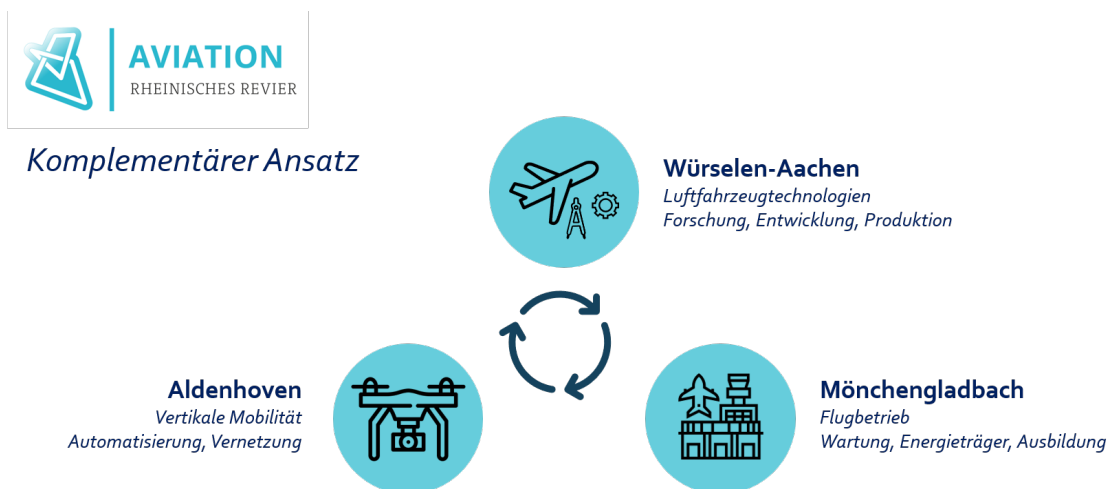 AVIATION
RHEINISCHES REVIER
Komplementärer Ansatz
Würselen-Aachen
Luftfahrzeugtechnologien
Forschung, Entwicklung, Produktion
Aldenhoven
Vertikale Mobilität
Automatisierung, Vernetzung
Mönchengladbach
Flugbetrieb
Wartung, Energieträger, Ausbildung